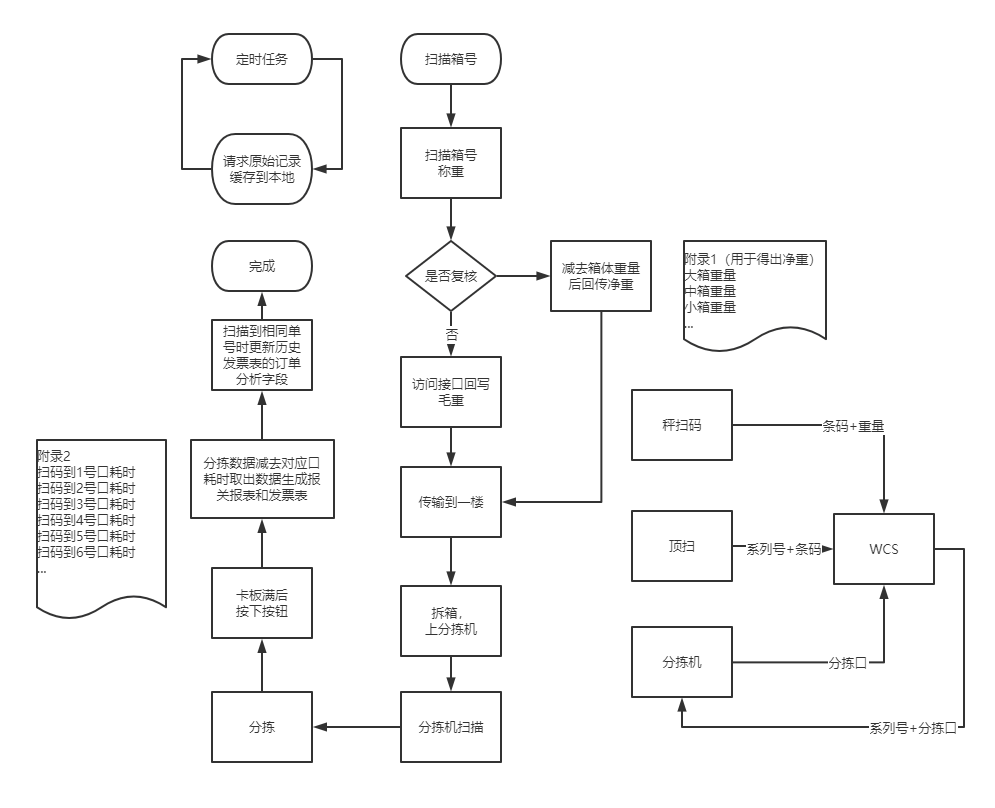 定时任务
请求原始记录
缓存到本地
扫描箱号
扫描箱号
称重
是否复核
否
减去箱体重量
后回传净重
访问接口回写
毛重
传输到一楼
拆箱，
上分拣机
分拣机扫描
分拣
卡板满后
按下按钮
分拣数据减去对应口
耗时取出数据生成报
关报表和发票表
扫描到相同单
号时更新历史
发票表的订单
分析字段
完成
附录2
扫码到1号口耗时
扫码到2号口耗时
扫码到3号口耗时
扫码到4号口耗时
扫码到5号口耗时
扫码到6号口耗时
...
附录1（用于得出净重）
大箱重量
中箱重量
小箱重量
...
秤扫码
条码+重量
顶扫
系列号+条码
WCS
分拣机
分拣口
系列号+分拣口